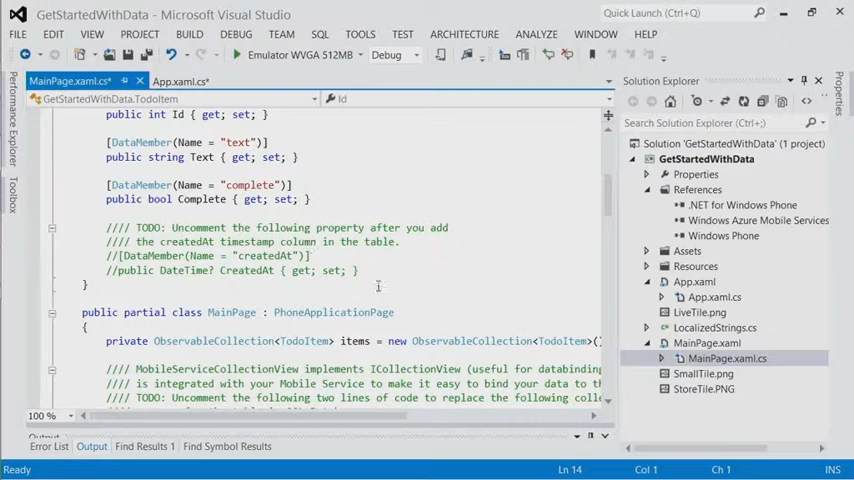 GetStartedWithData - Microsoft Visual Studio
Quick Launch (Ctrl+Q)
FILE EDIT VIEW PROJECT BUILD DEBUG TEAM SQL TOOLS TEST ARCHITECTURE ANALYZE WINDOW HELP
Emulator WVGA 512MB Debug
MainPage.xaml.cs* App.xaml.cs*
GetStartedWithData.TodoItem Id
public int Id { get; set; }
[DataMember(Name = "text")]
public string Text { get; set; }
[DataMember(Name = "complete")]
public bool Complete { get; set; }
//// TODO: Uncomment the following property after you add
//// the createdAt timestamp column in the table.
//[DataMember(Name = "createdAt")]
//public DateTime? CreatedAt { get; set; }
}
public partial class MainPage : PhoneApplicationPage
{
private ObservableCollection<TodoItem> items = new ObservableCollection<TodoItem>()
//// MobileServiceCollectionView implements ICollectionView (useful for databinding
//// is integrated with your Mobile Service to make it easy to bind your data to th
//// TODO: Uncomment the following two lines of code to replace the following colle
100 %
Output
Error List Output Find Results 1 Find Symbol Results
Ready Ln 14 Col 1 Ch 1 INS
Performance Explorer
Toolbox
Solution Explorer
Search Solution Explorer (Ctrl+;)
Solution 'GetStartedWithData' (1 project)
GetStartedWithData
Properties
References
.NET for Windows Phone
Windows Azure Mobile Services
Windows Phone
Assets
Resources
App.xaml
App.xaml.cs
LiveTile.png
LocalizedStrings.cs
MainPage.xaml
MainPage.xaml.cs
SmallTile.png
StoreTile.PNG
Properties